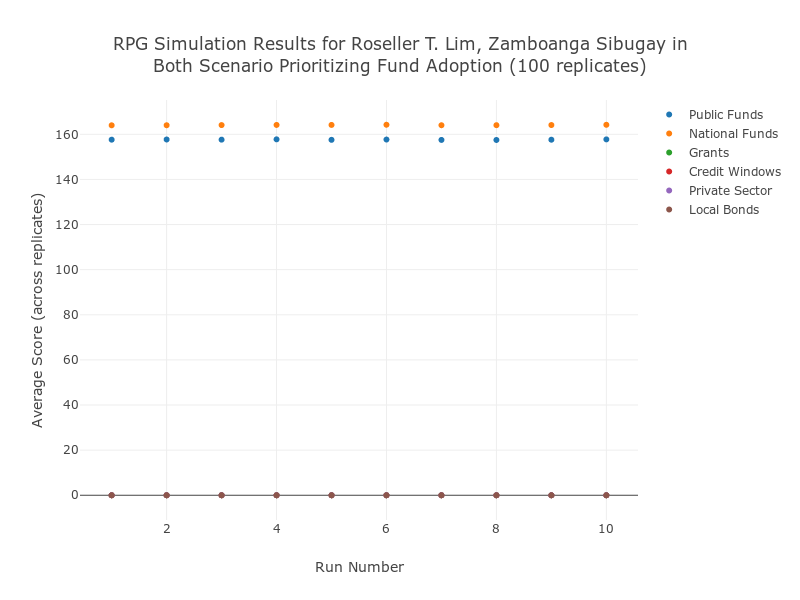 RPG Simulation Results for Roseller T. Lim, Zamboanga Sibugay in
Both Scenario Prioritizing Fund Adoption (100 replicates)
Public Funds
National Funds
Grants
Credit Windows
Private Sector
Local Bonds
Average Score (across replicates)
160
140
120
100
80
60
40
20
0
2
4
6
8
10
Run Number